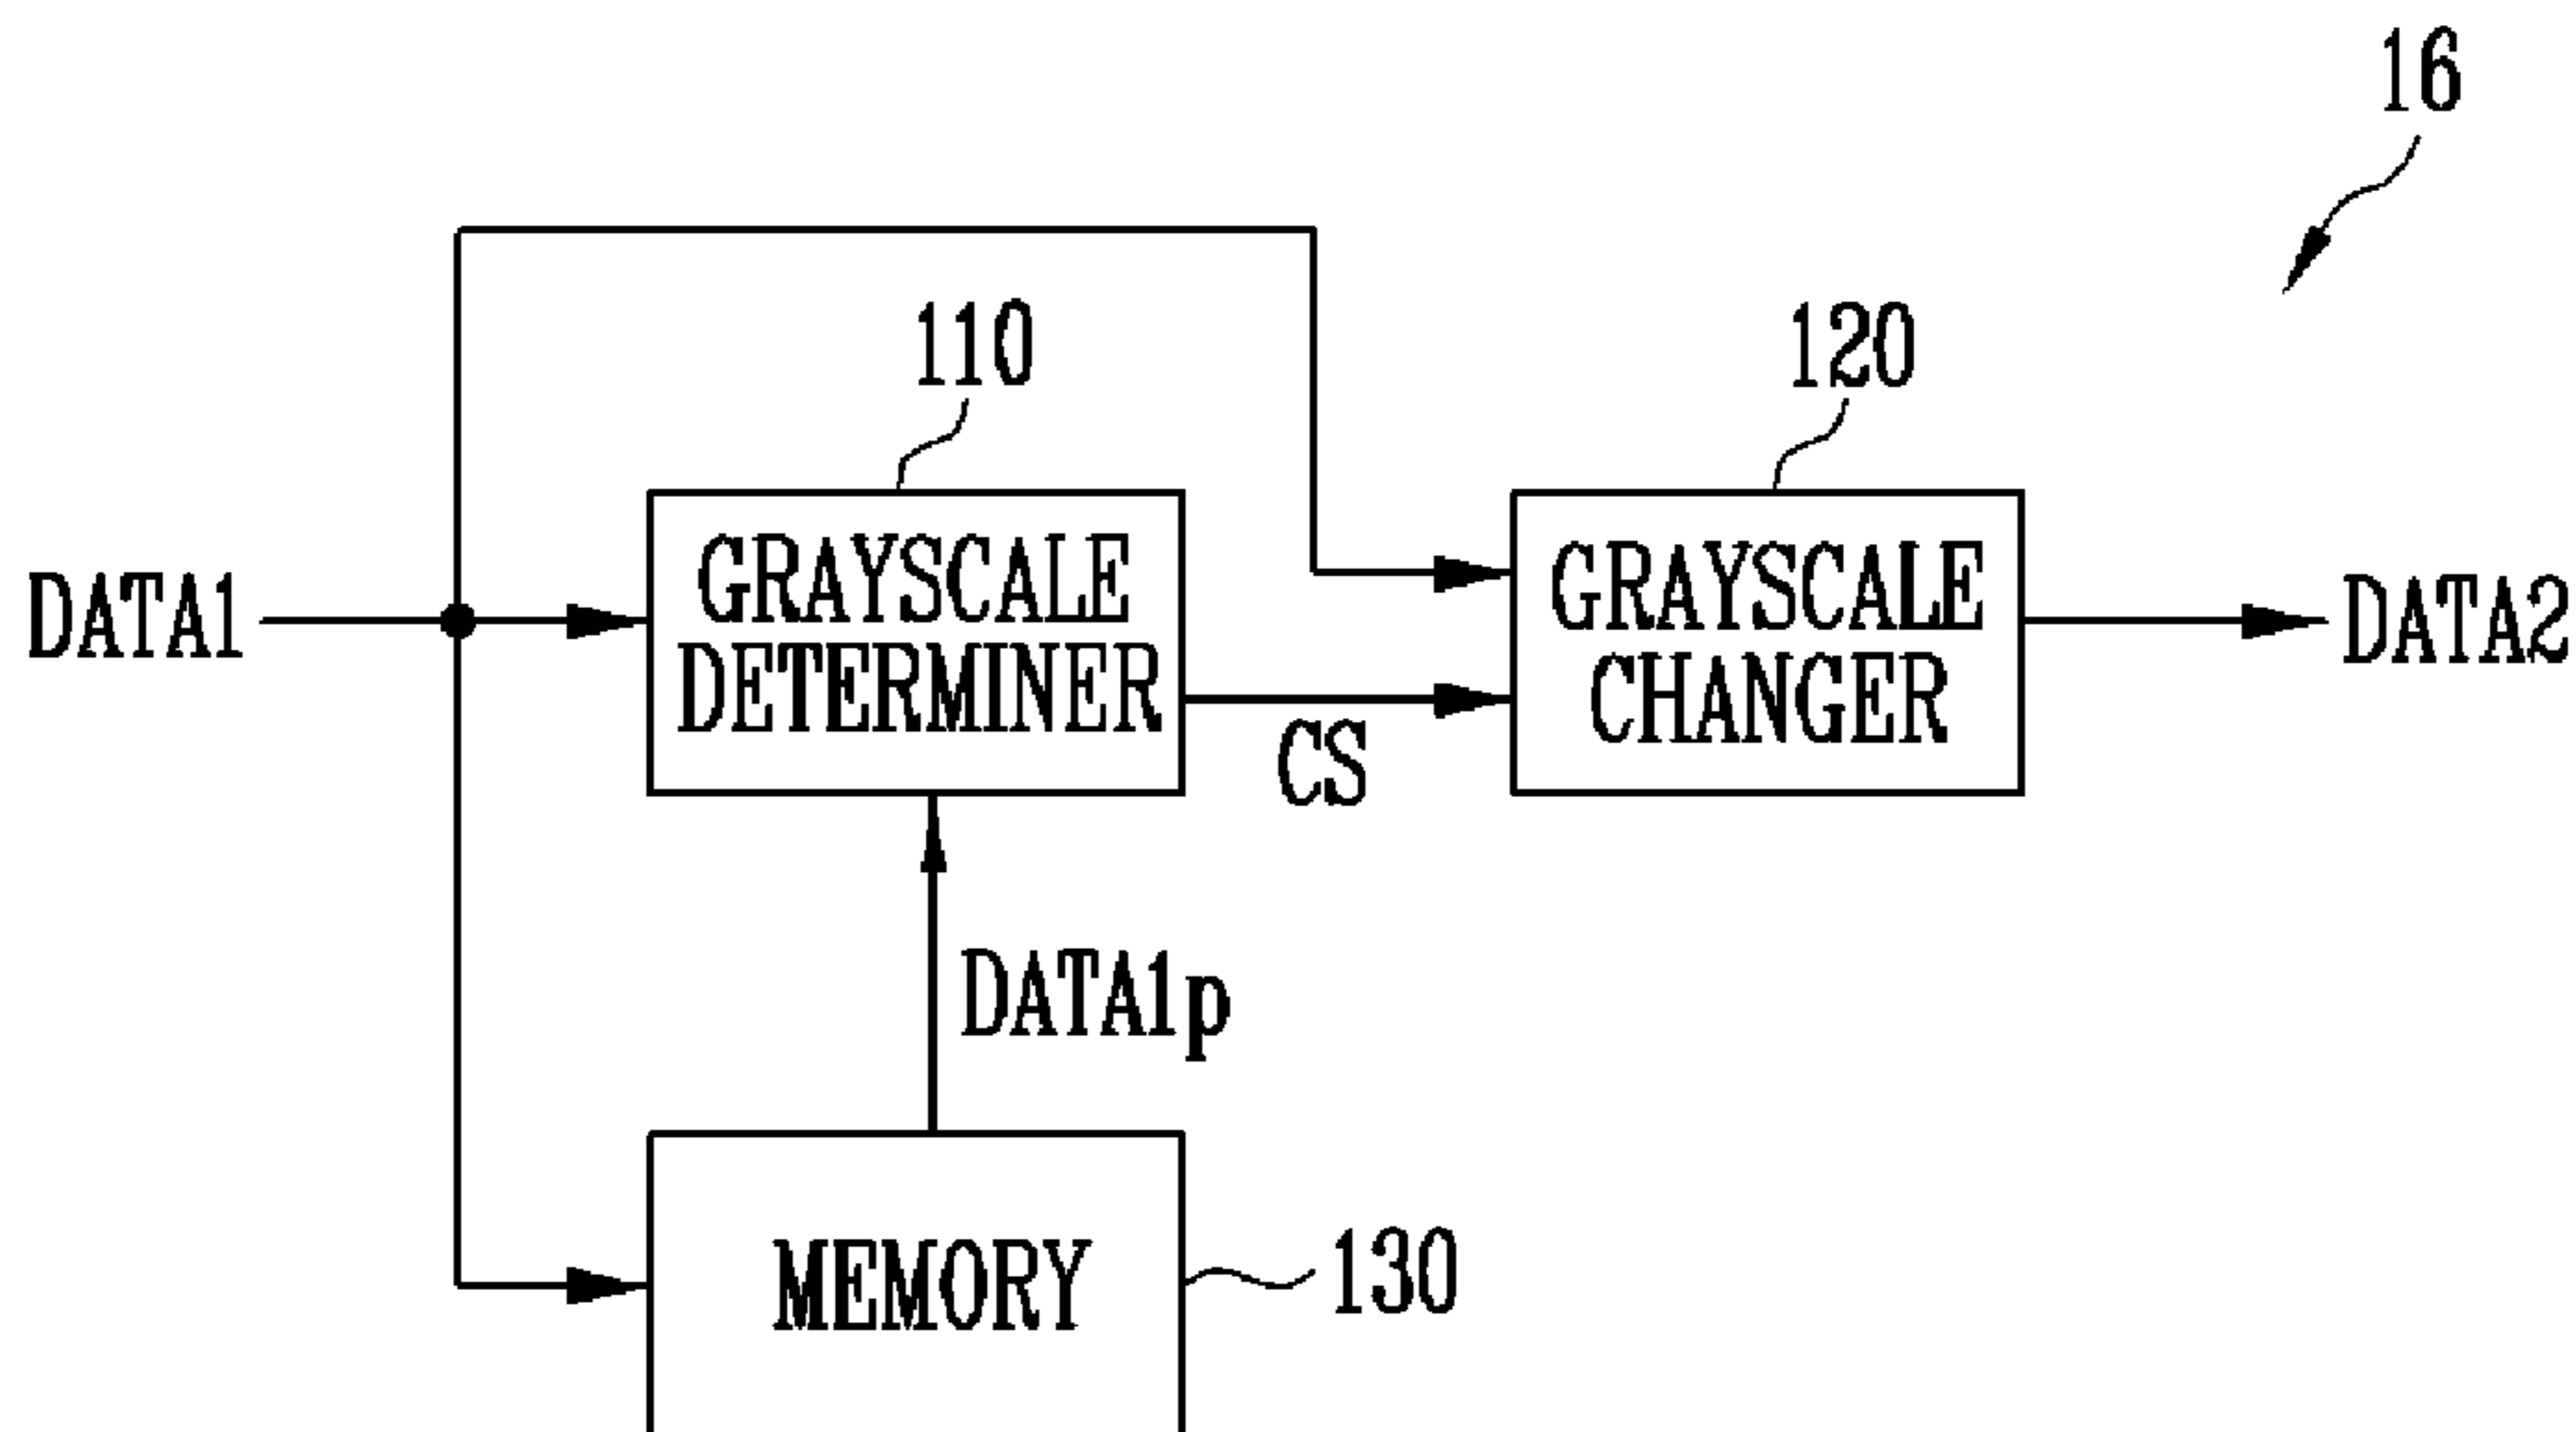 16
110
120
DATA1
GRAYSCALE
DETERMINER
GRAYSCALE
CHANGER
DATA2
CS
DATA1p
MEMORY
130